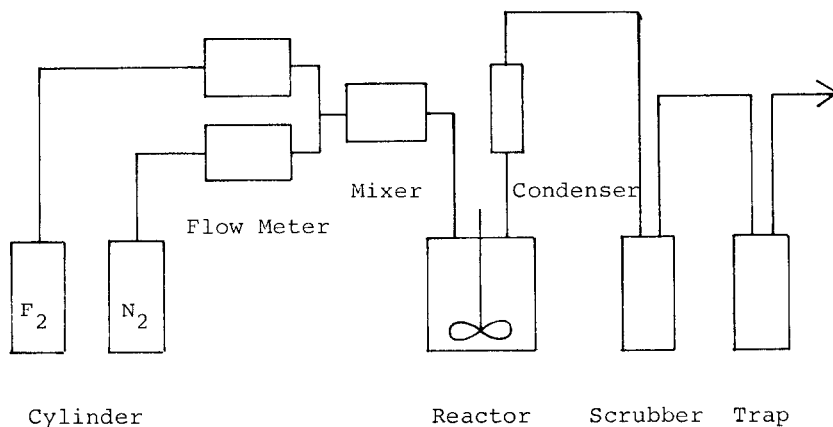 Mixer
Condenser
Flow Meter
F2
N2
Cylinder
Reactor
Scrubber
Trap